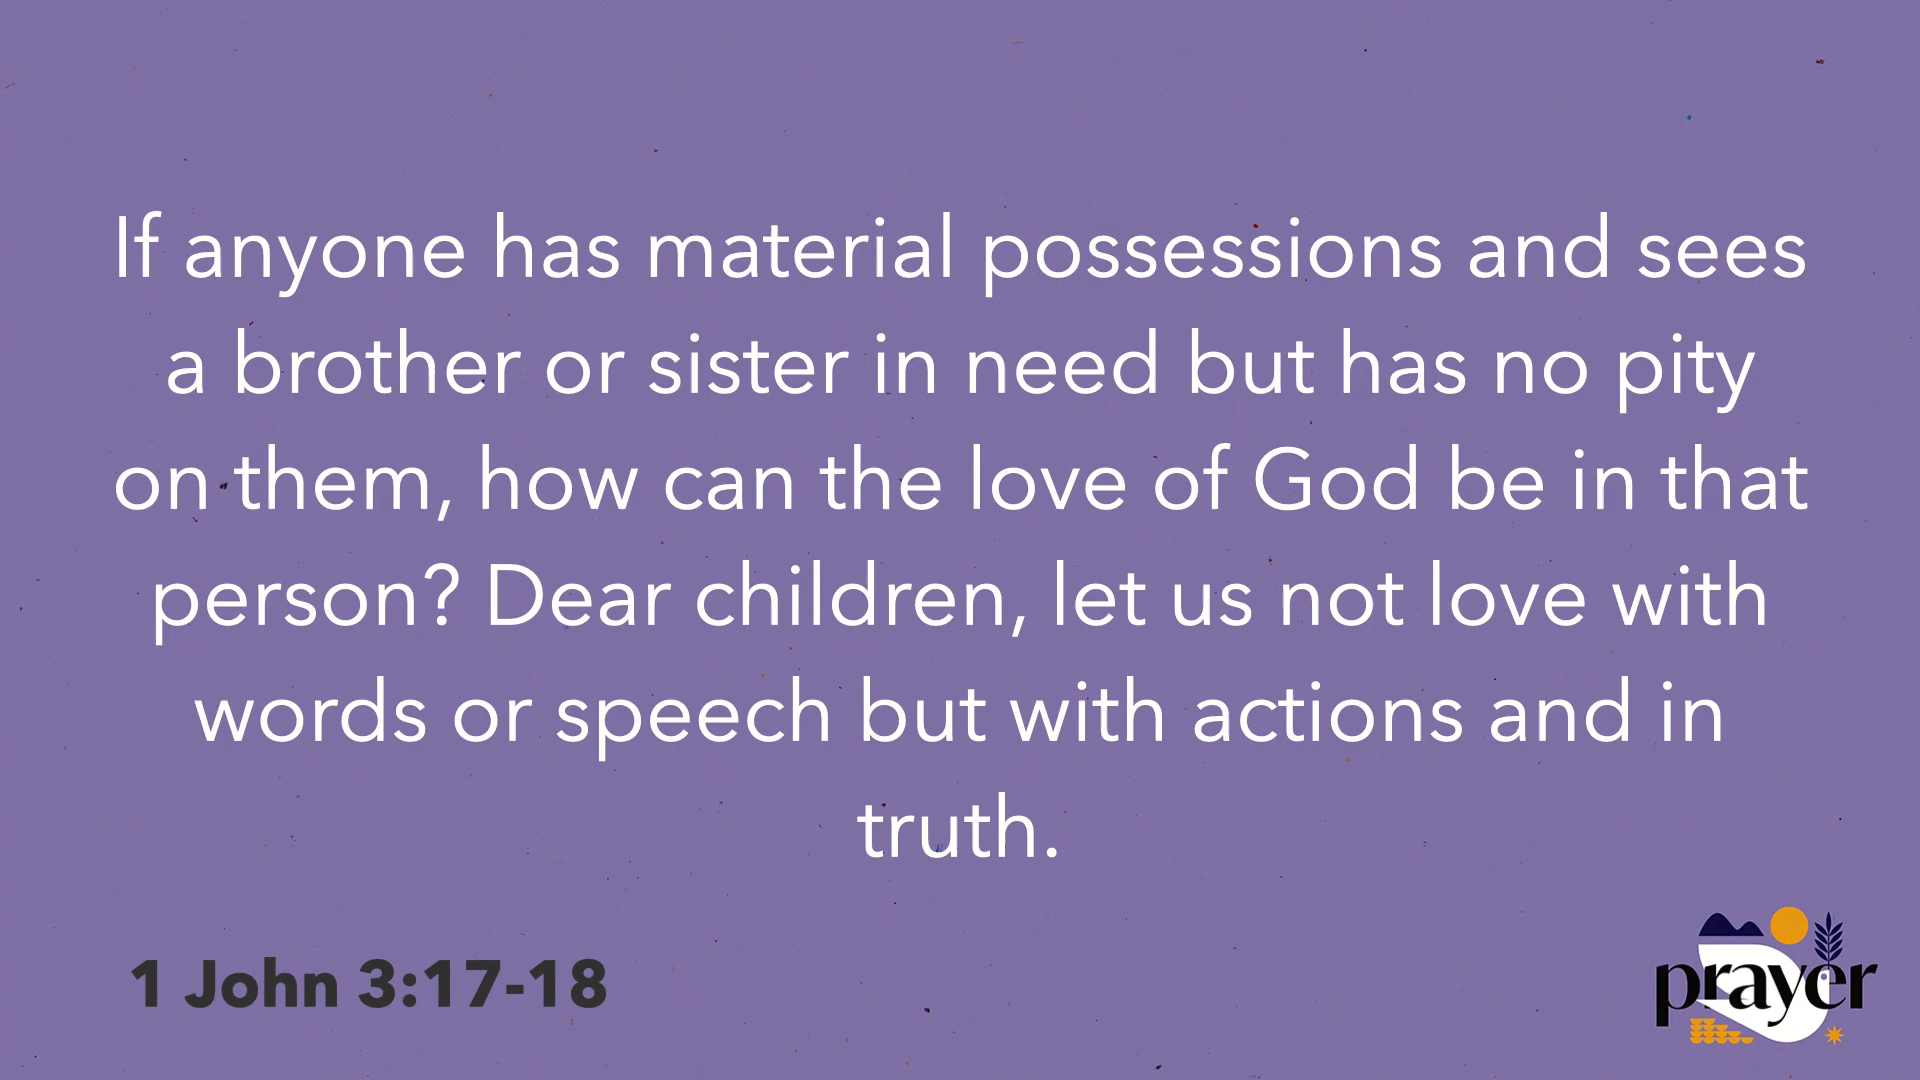 If anyone has material possessions and sees
a brother or sister in need but has no pity
on them, how can the love of God be in that
person? Dear children, let us not love with
words or speech but with actions and in
truth.
1 John 3:17-18
prayer